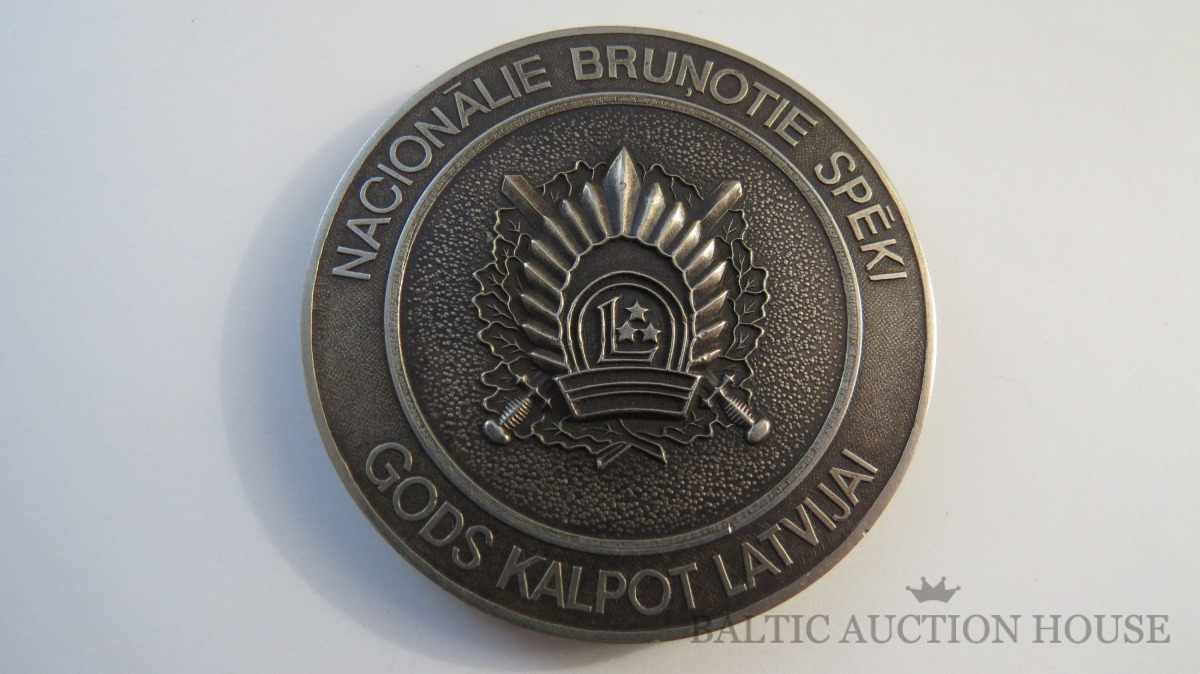 NACIONĀLIE BRUŅOTIE SPĒKI
L
GODS KALPOT LATVIJAI
BALTIC AUCTION HOUSE